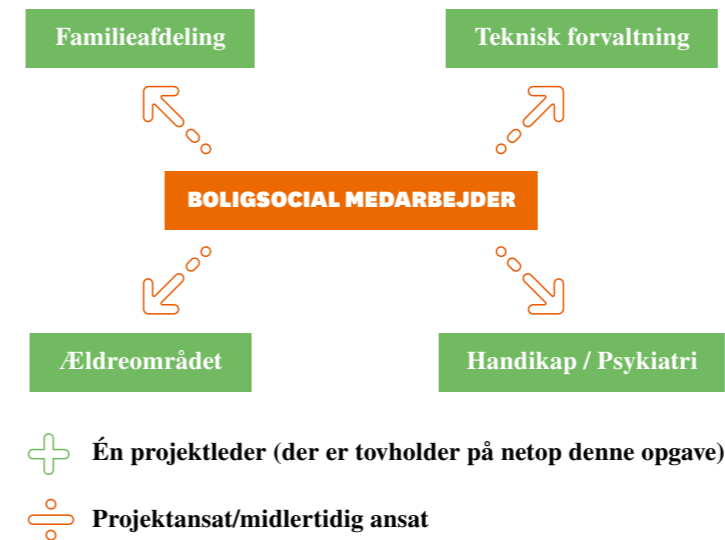 Familieafdeling
Teknisk forvaltning
BOLIGSOCIAL MEDARBEJDER
Ældreområdet
Handikap / Psykiatri
Én projektleder (der er tovholder på netop denne opgave)
Projektansat/midlertidig ansat